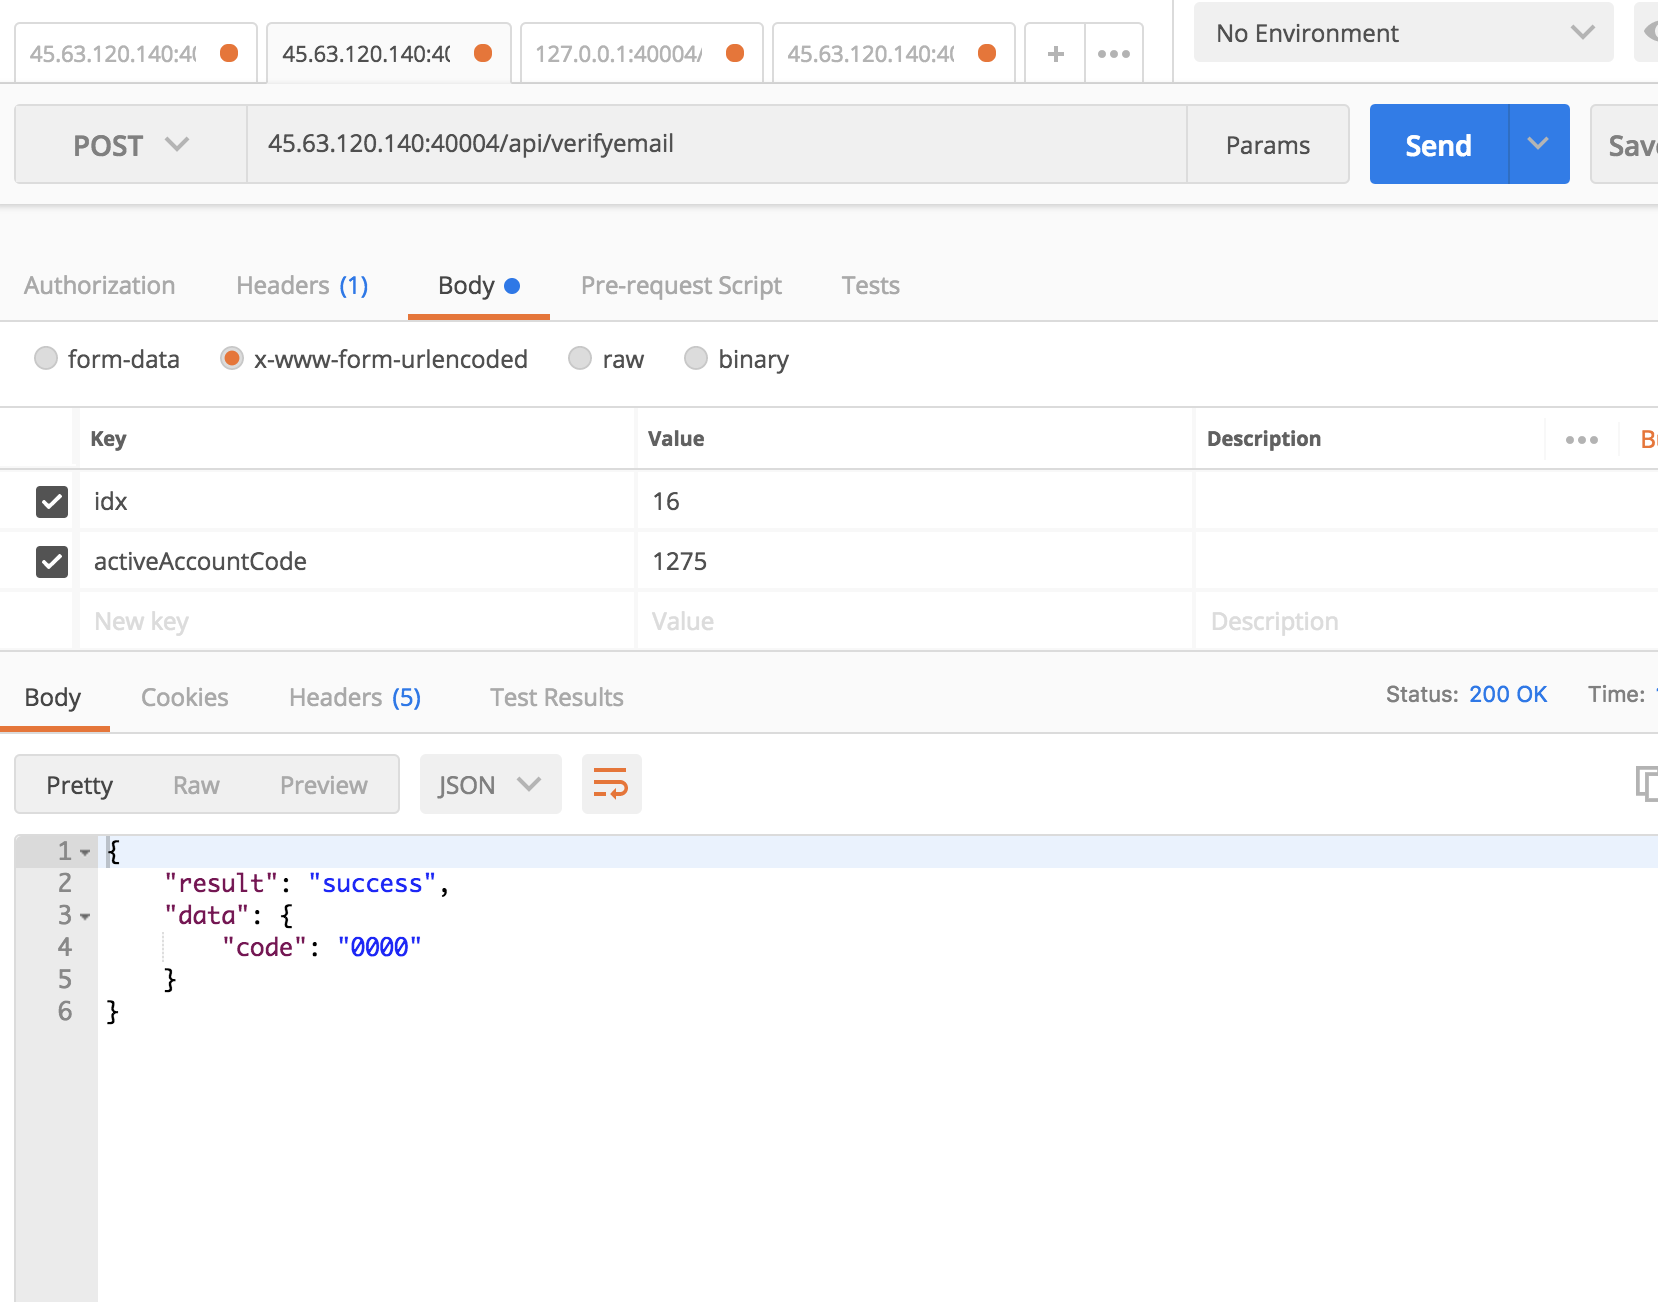 45.63.120.140:40 45.63.120.140:40 127.0.0.1:40004/ 45.63.120.140:40 + ••• No Environment
POST 45.63.120.140:40004/api/verifyemail Params Send Save
Authorization Headers (1) Body Pre-request Script Tests
form-data x-www-form-urlencoded raw binary
Key Value Description •••
idx 16
activeAccountCode 1275
New key Value Description
Body Cookies Headers (5) Test Results Status: 200 OK Time:
Pretty Raw Preview JSON
1 {
2 "result": "success",
3 "data": {
4 "code": "0000"
5 }
6 }